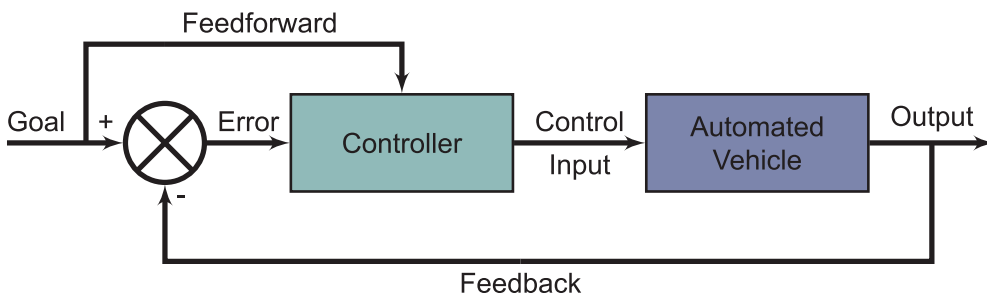 Feedforward
Goal
+
Error
Controller
Control
Input
Automated
Vehicle
Output
-
Feedback